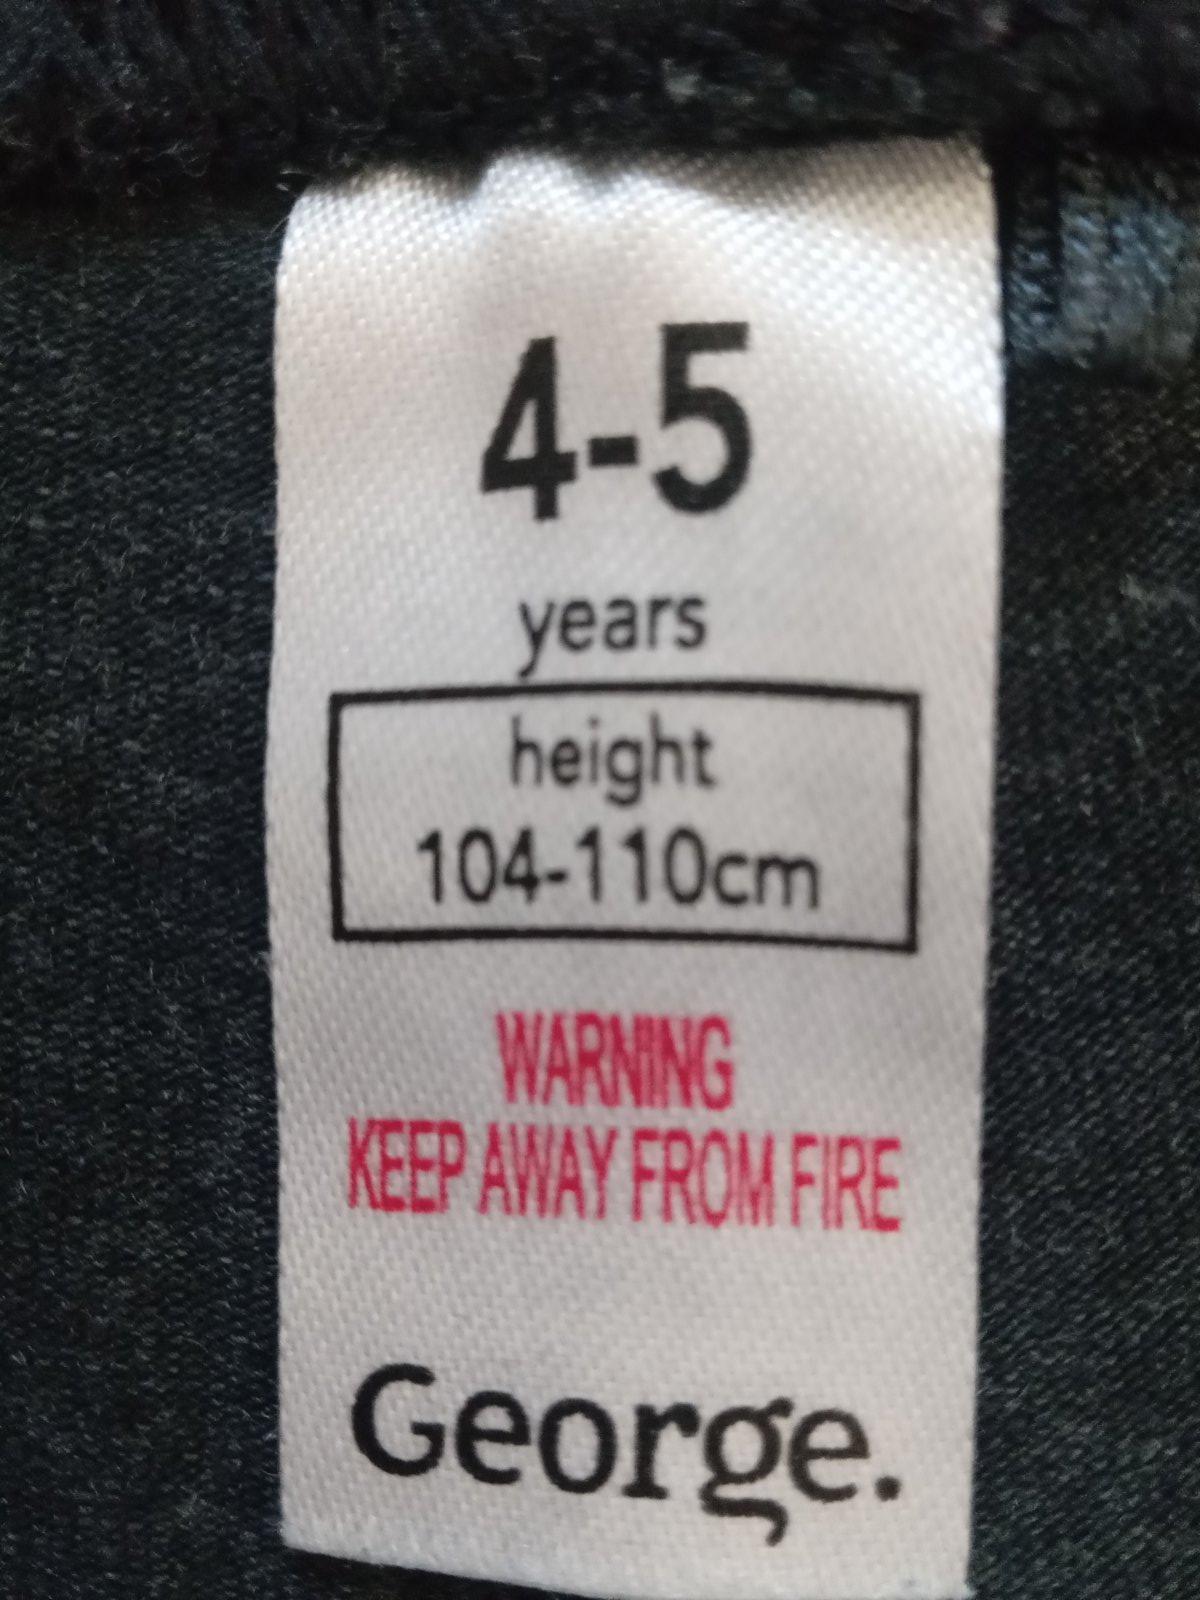 4-5
years
height
104-110cm
WARNING
KEEP AWAY FROM FIRE
George.